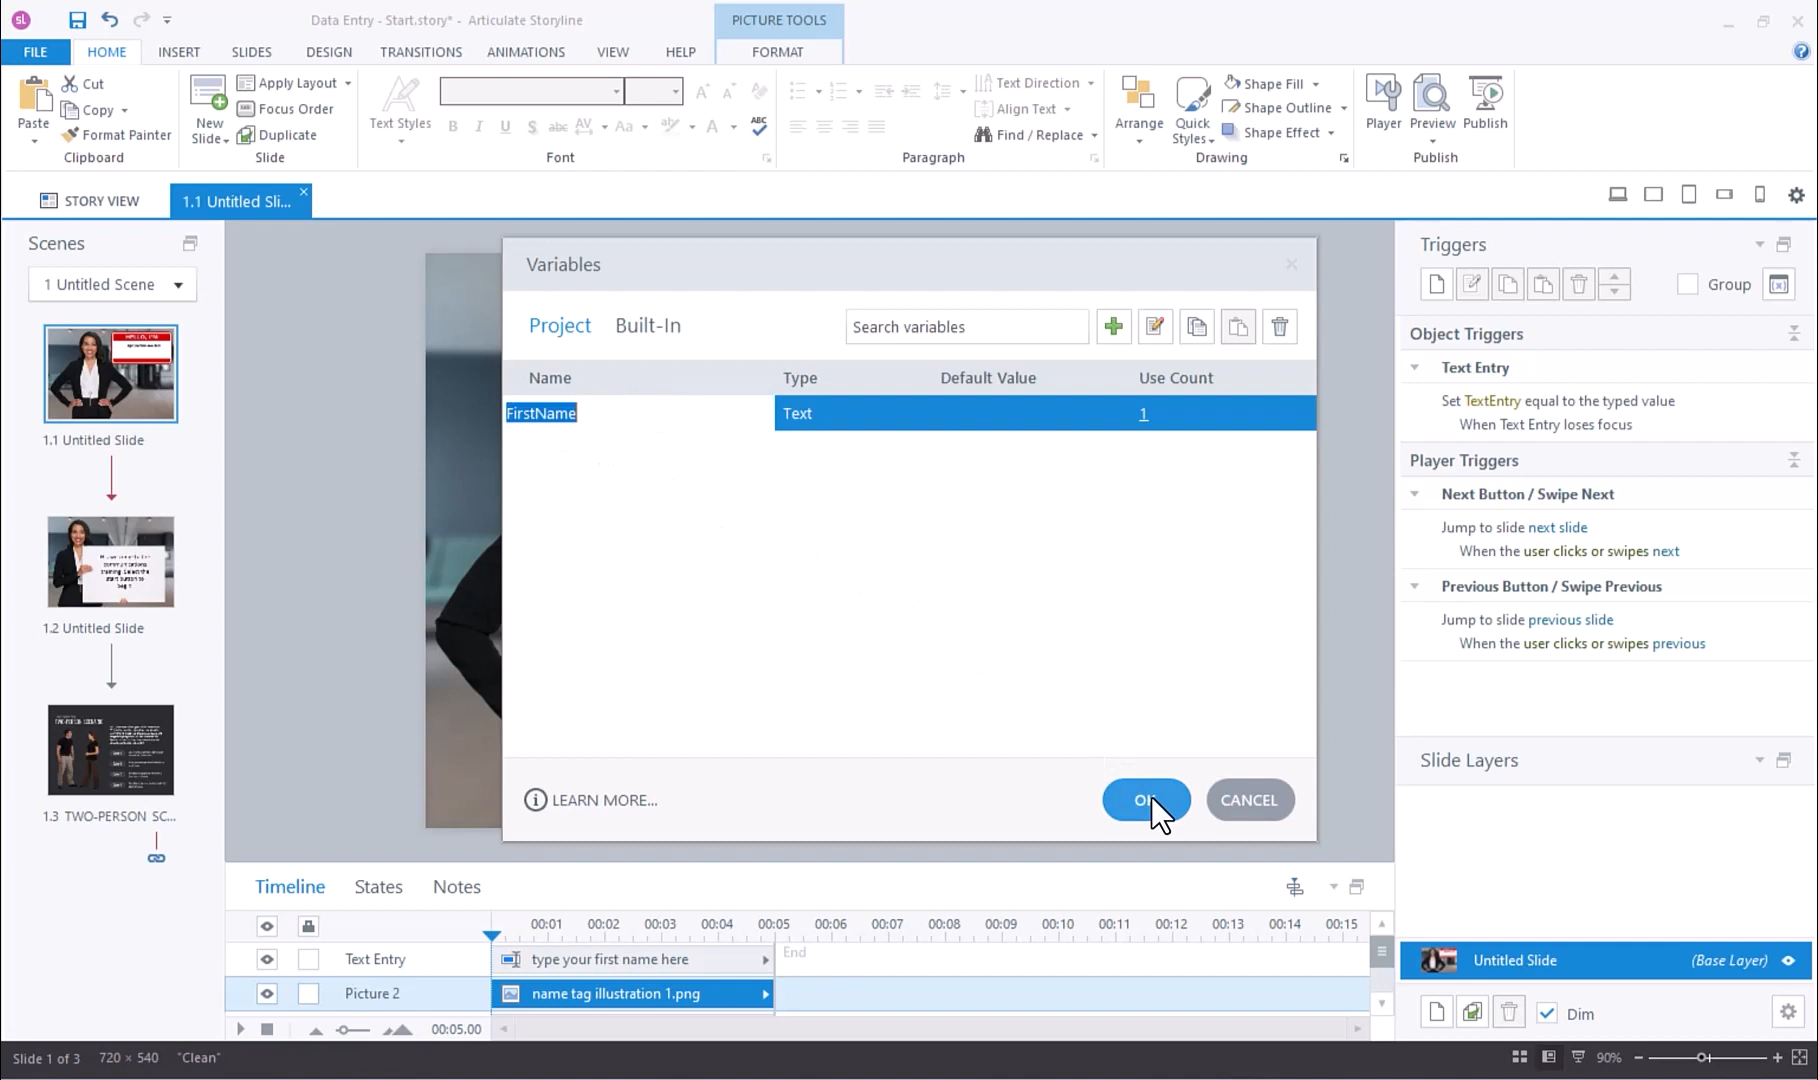 sl
Data Entry - Start.story* - Articulate Storyline
PICTURE TOOLS
FILE HOME INSERT SLIDES DESIGN TRANSITIONS ANIMATIONS VIEW HELP FORMAT
Paste
Cut
Copy
Format Painter
Clipboard
New Slide
Apply Layout
Focus Order
Duplicate
Slide
Text Styles
B I U S abc AV Aa A ABC
Font
Text Direction
Align Text
Find / Replace
Paragraph
Arrange
Quick Styles
Shape Fill
Shape Outline
Shape Effect
Drawing
Player
Preview
Publish
Publish
STORY VIEW
1.1 Untitled Sli...
Scenes
1 Untitled Scene
HELLO, I'M
1.1 Untitled Slide
1.2 Untitled Slide
TWO-PERSON SCENARIO
1.3 TWO-PERSON SC...
Variables
Project Built-In
Search variables
Name Type Default Value Use Count
FirstName Text 1
LEARN MORE...
CANCEL
Triggers
Group
Object Triggers
Text Entry
Set TextEntry equal to the typed value
When Text Entry loses focus
Player Triggers
Next Button / Swipe Next
Jump to slide next slide
When the user clicks or swipes next
Previous Button / Swipe Previous
Jump to slide previous slide
When the user clicks or swipes previous
Slide Layers
Untitled Slide (Base Layer)
Dim
Timeline States Notes
00:01 00:02 00:03 00:04 00:05 00:06 00:07 00:08 00:09 00:10 00:11 00:12 00:13 00:14 00:15
Text Entry type your first name here End
Picture 2 name tag illustration 1.png
00:05.00
Slide 1 of 3 720 × 540 "Clean" 90%